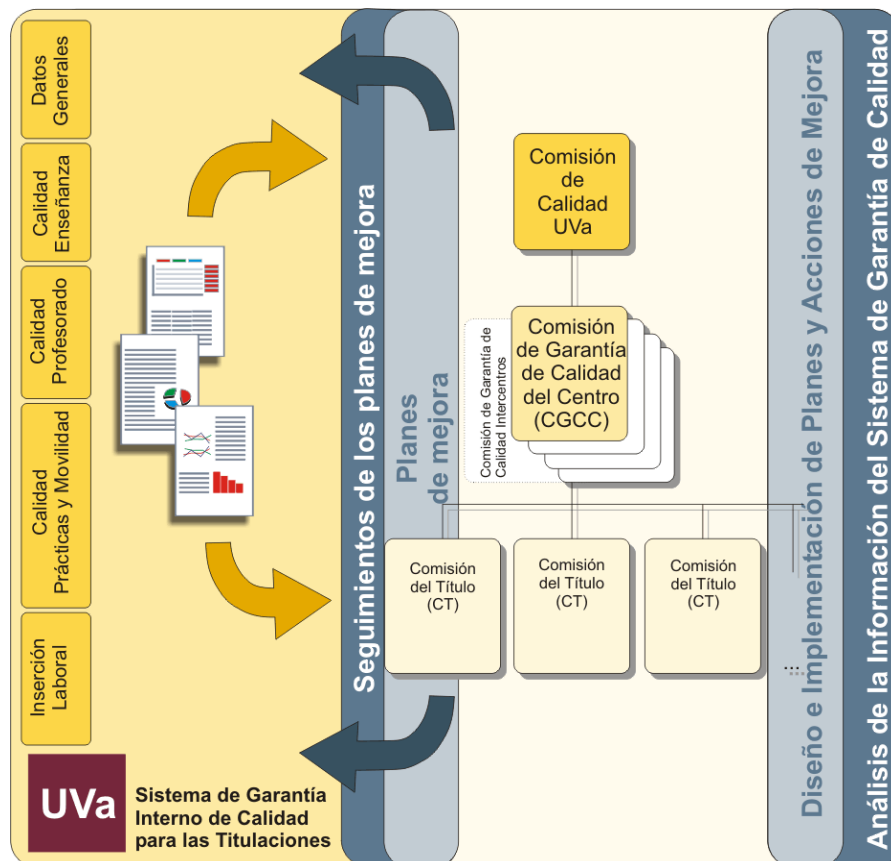 Datos
Generales
Calidad
Enseñanza
Calidad
Profesorado
Calidad
Prácticas y Movilidad
Inserción
Laboral
UVa
Sistema de Garantía
Interno de Calidad
para las Titulaciones
Seguimientos de los planes de mejora
Planes
de mejora
Comisión
de
Calidad
UVa
Comisión de Garantía de
Calidad Intercentros
Comisión
de Garantía
de Calidad
del Centro
(CGCC)
Comisión
del Título
(CT)
Comisión
del Título
(CT)
Comisión
del Título
(CT)
...
Diseño e Implementación de Planes y Acciones de Mejora
Análisis de la Información del Sistema de Garantía de Calidad